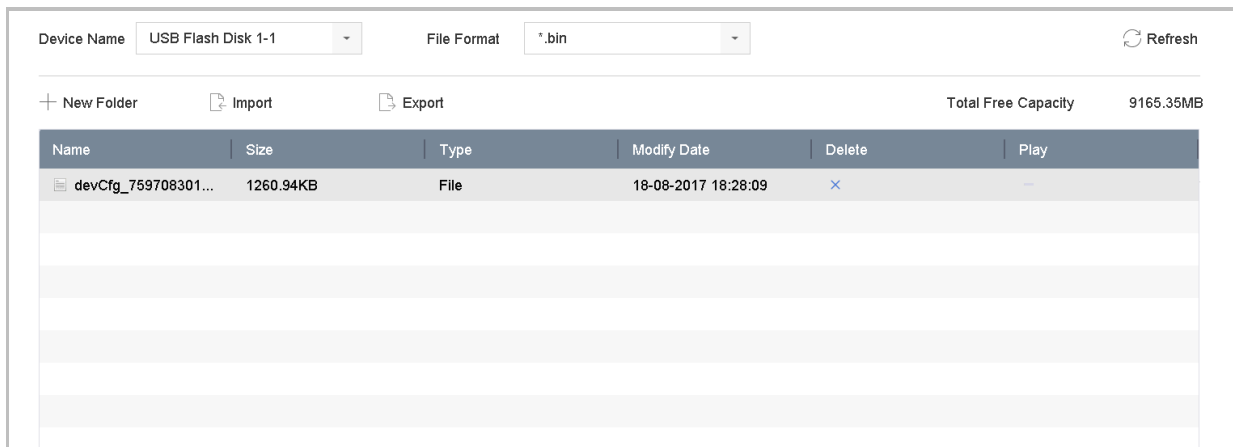 Device Name USB Flash Disk 1-1 File Format *.bin Refresh
New Folder Import Export Total Free Capacity 9165.35MB
Name Size Type Modify Date Delete Play
devCfg_759708301... 1260.94KB File 18-08-2017 18:28:09